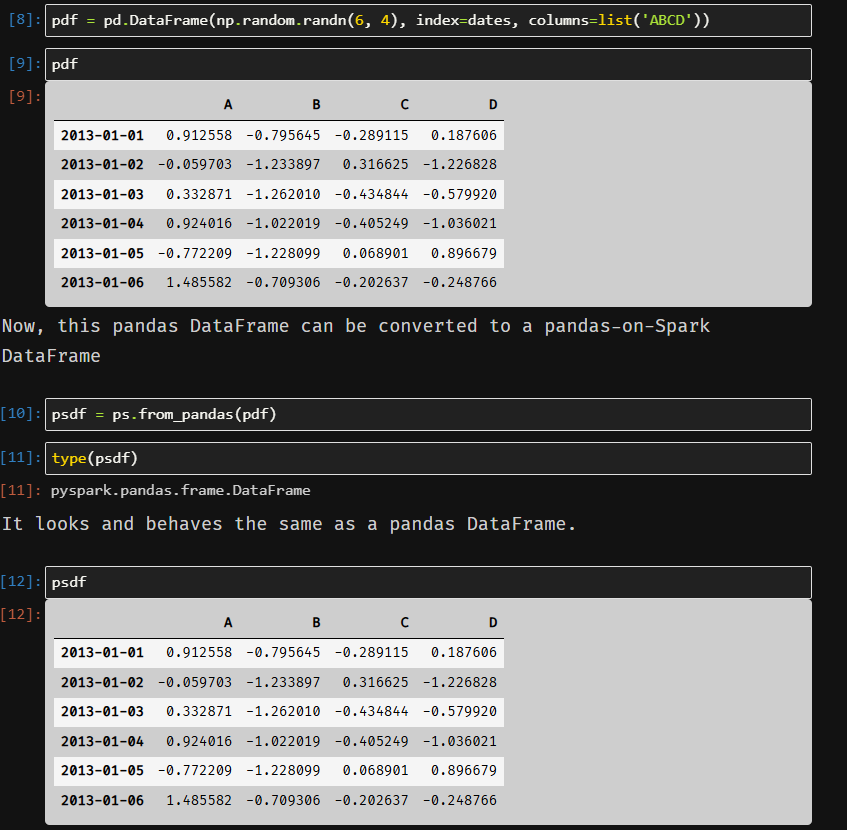 [8]: pdf = pd.DataFrame(np.random.randn(6, 4), index=dates, columns=list('ABCD'))
[9]: pdf
[9]:
A B C D
2013-01-01 0.912558 -0.795645 -0.289115 0.187606
2013-01-02 -0.059703 -1.233897 0.316625 -1.226828
2013-01-03 0.332871 -1.262010 -0.434844 -0.579920
2013-01-04 0.924016 -1.022019 -0.405249 -1.036021
2013-01-05 -0.772209 -1.228099 0.068901 0.896679
2013-01-06 1.485582 -0.709306 -0.202637 -0.248766
Now, this pandas DataFrame can be converted to a pandas-on-Spark
DataFrame
[10]: psdf = ps.from_pandas(pdf)
[11]: type(psdf)
[11]: pyspark.pandas.frame.DataFrame
It looks and behaves the same as a pandas DataFrame.
[12]: psdf
[12]:
A B C D
2013-01-01 0.912558 -0.795645 -0.289115 0.187606
2013-01-02 -0.059703 -1.233897 0.316625 -1.226828
2013-01-03 0.332871 -1.262010 -0.434844 -0.579920
2013-01-04 0.924016 -1.022019 -0.405249 -1.036021
2013-01-05 -0.772209 -1.228099 0.068901 0.896679
2013-01-06 1.485582 -0.709306 -0.202637 -0.248766